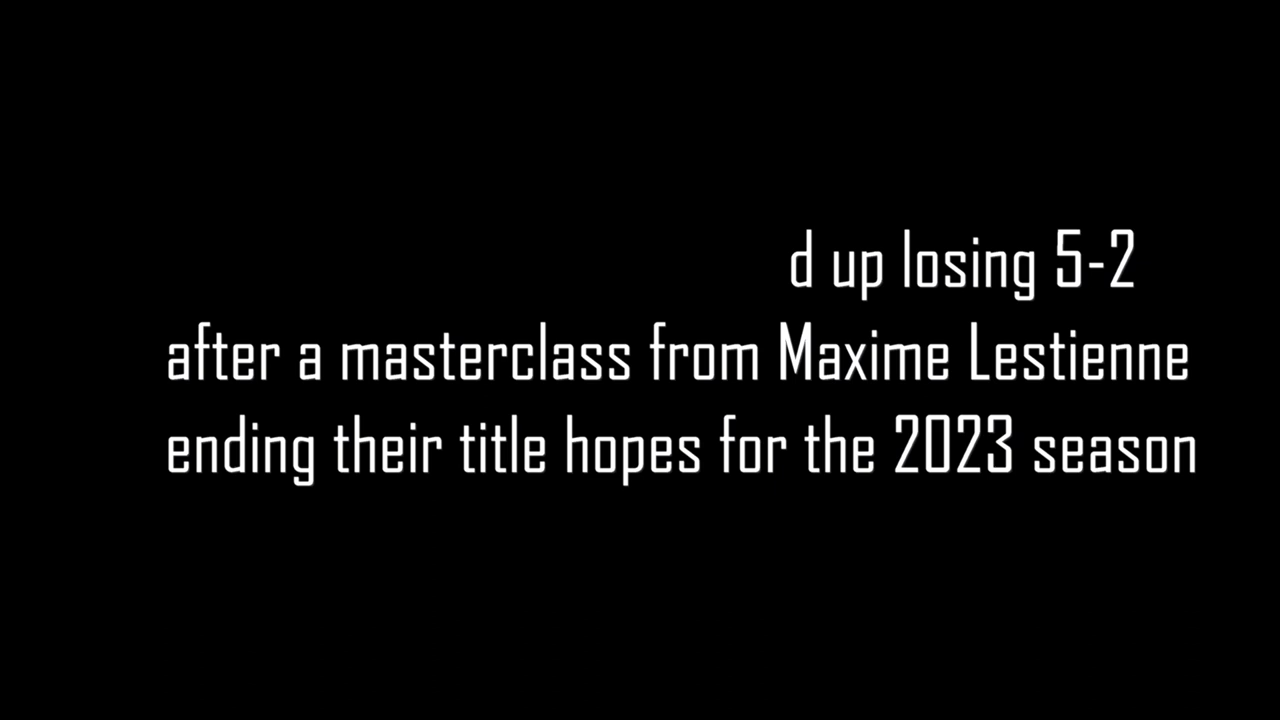 d up losing 5-2
after a masterclass from Maxime Lestienne
ending their title hopes for the 2023 season